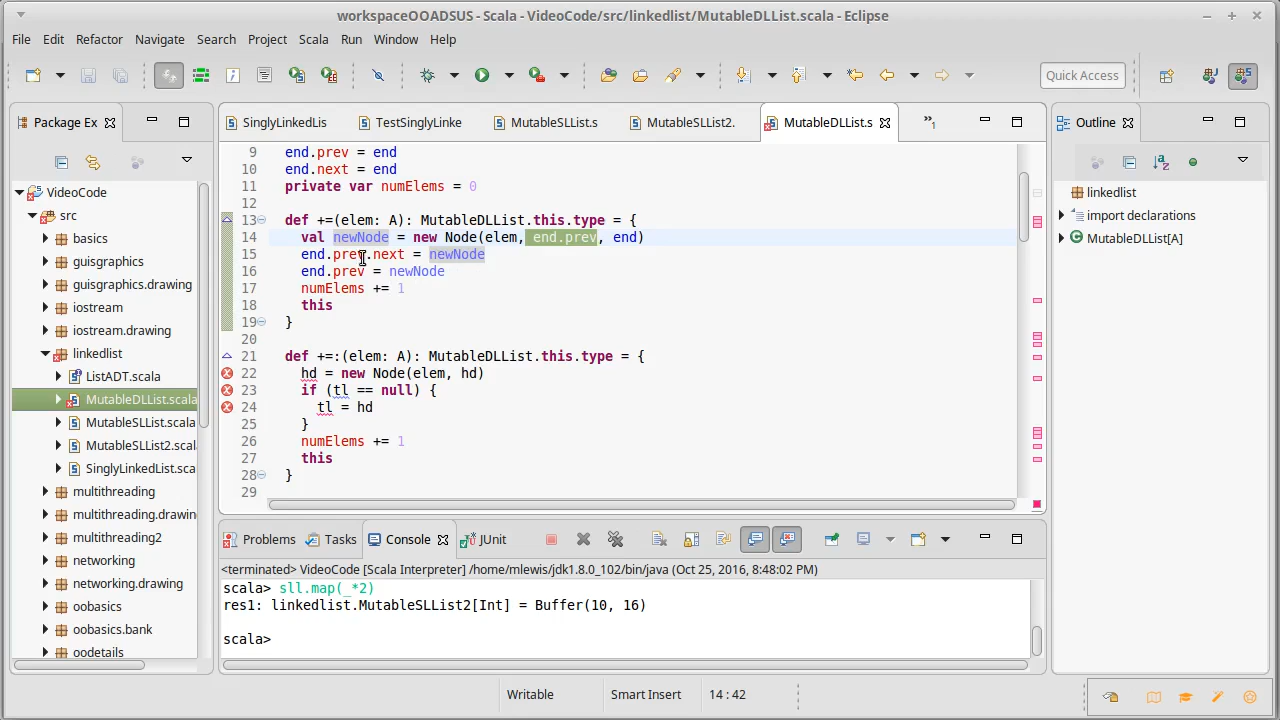 workspaceOOADSUS - Scala - VideoCode/src/linkedlist/MutableDLList.scala - Eclipse
File Edit Refactor Navigate Search Project Scala Run Window Help
Quick Access
Package Ex
SinglyLinkedLis TestSinglyLinke MutableSLList.s MutableSLList2. MutableDLList.s »1
Outline
VideoCode
src
basics
guisgraphics
guisgraphics.drawing
iostream
iostream.drawing
linkedlist
ListADT.scala
MutableDLList.scala
MutableSLList.scala
MutableSLList2.scal
SinglyLinkedList.sca
multithreading
multithreading.drawin
multithreading2
networking
networking.drawing
oobasics
oobasics.bank
oodetails
9 end.prev = end
10 end.next = end
11 private var numElems = 0
12
13 def +=(elem: A): MutableDLList.this.type = {
14 val newNode = new Node(elem, end.prev, end)
15 end.prev.next = newNode
16 end.prev = newNode
17 numElems += 1
18 this
19 }
20
21 def +=:(elem: A): MutableDLList.this.type = {
22 hd = new Node(elem, hd)
23 if (tl == null) {
24 tl = hd
25 }
26 numElems += 1
27 this
28 }
29
linkedlist
import declarations
MutableDLList[A]
Problems Tasks Console JUnit
<terminated> VideoCode [Scala Interpreter] /home/mlewis/jdk1.8.0_102/bin/java (Oct 25, 2016, 8:48:02 PM)
scala> sll.map(_*2)
res1: linkedlist.MutableSLList2[Int] = Buffer(10, 16)
scala>
Writable Smart Insert 14 : 42